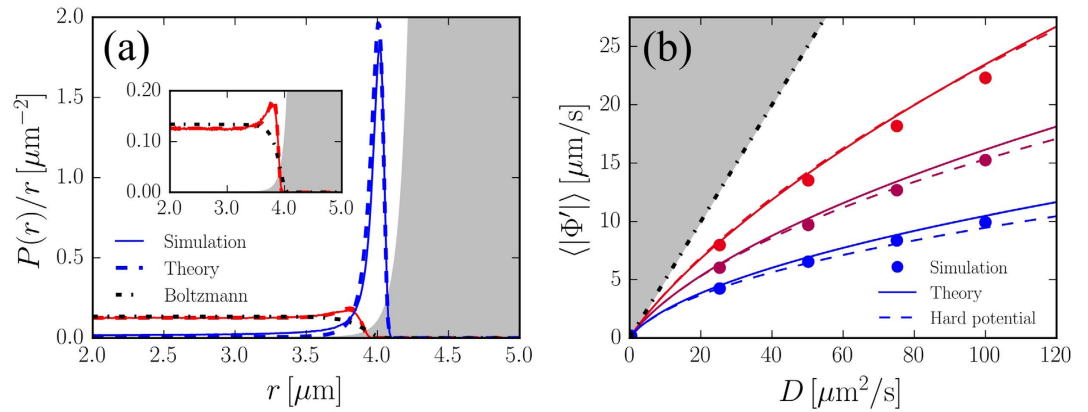 (a)
P(r)/r [μm⁻²]
2.0
1.5
1.0
0.5
0.0
0.20
0.10
0.00
2.0 3.0 4.0 5.0
Simulation
Theory
Boltzmann
2.0 2.5 3.0 3.5 4.0 4.5 5.0
r [μm]
(b)
⟨|Φ′|⟩ [μm/s]
25
20
15
10
5
0
Simulation
Theory
Hard potential
0 20 40 60 80 100 120
D [μm²/s]